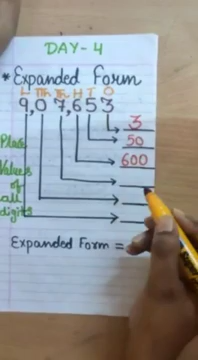 DAY-4
* Expanded Form
L TTh Th H T O
9,0 7,6 5 3
3
Place 50
Values 600
of
all
digits
Expanded Form =